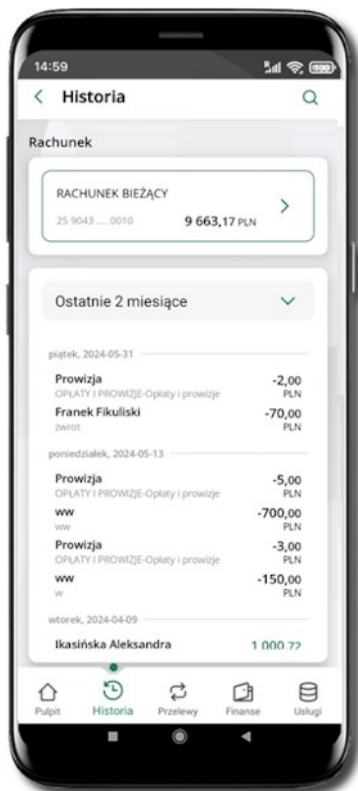 14:59
Historia
Rachunek
RACHUNEK BIEŻĄCY
25 9043 .... 0010 9 663,17 PLN
Ostatnie 2 miesiące
piątek, 2024-05-31
Prowizja -2,00
OPŁATY I PROWIZJE-Opłaty i prowizje PLN
Franek Fikuliski -70,00
zwrot PLN
poniedziałek, 2024-05-13
Prowizja -5,00
OPŁATY I PROWIZJE-Opłaty i prowizje PLN
ww -700,00
ww PLN
Prowizja -3,00
OPŁATY I PROWIZJE-Opłaty i prowizje PLN
ww -150,00
w PLN
wtorek, 2024-04-09
Ikasińska Aleksandra 1 000,72
Pulpit Historia Przelewy Finanse Usługi